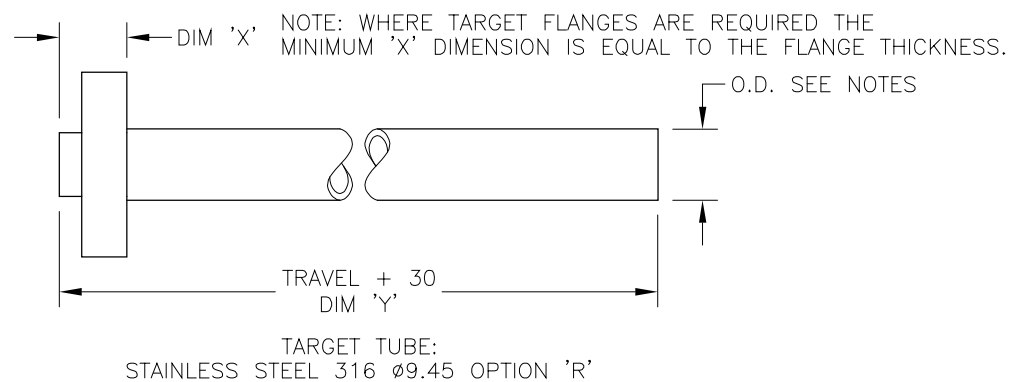 DIM 'X'
NOTE: WHERE TARGET FLANGES ARE REQUIRED THE
MINIMUM 'X' DIMENSION IS EQUAL TO THE FLANGE THICKNESS.
O.D. SEE NOTES
TRAVEL + 30
DIM 'Y'
TARGET TUBE:
STAINLESS STEEL 316 ø9.45 OPTION 'R'